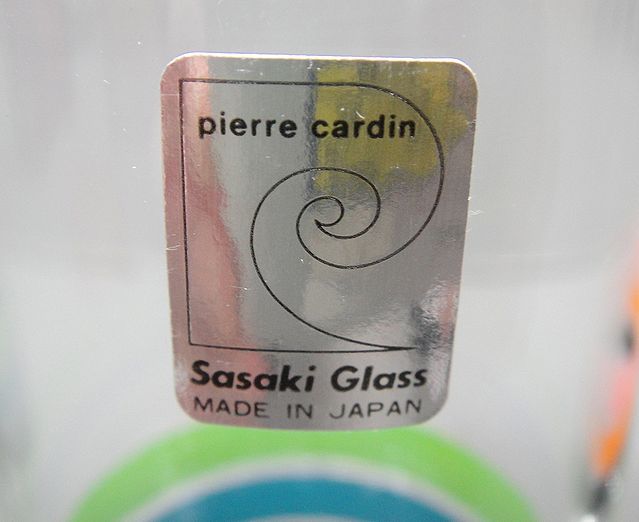 pierre cardin
Sasaki Glass
MADE IN JAPAN